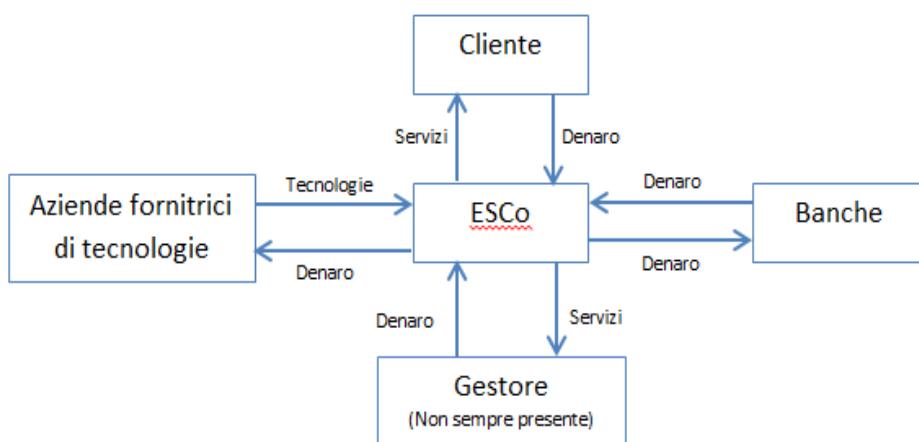 Cliente
Servizi
Denaro
Tecnologie
Denaro
Aziende fornitrici
di tecnologie
ESCo
Banche
Denaro
Denaro
Denaro
Servizi
Gestore
(Non sempre presente)